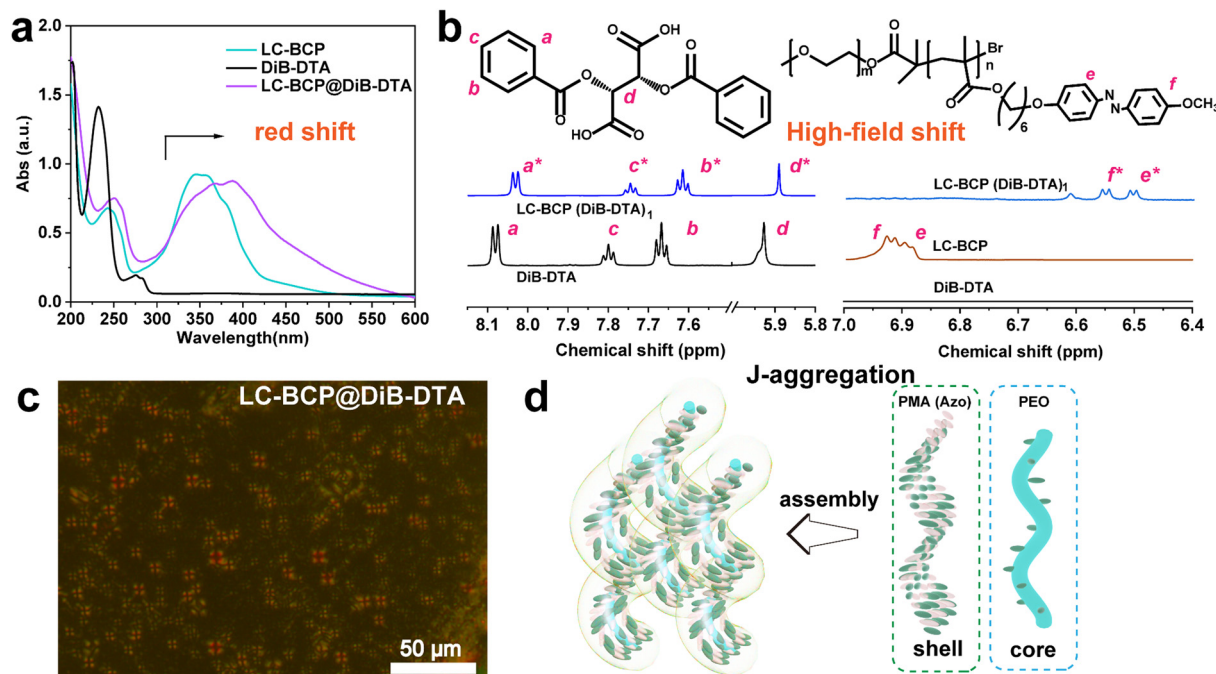 a
2.0
1.5
1.0
0.5
0.0
Abs (a.u.)
LC-BCP
DiB-DTA
LC-BCP@DiB-DTA
red shift
200 250 300 350 400 450 500 550 600
Wavelength(nm)
b
c
a
b
d
O
OH
O
O
O
O
HO
O
O
m
O
O
Br
n
O
O
6
O
e
N
N
f
OCH3
High-field shift
a* c* b* d*
LC-BCP (DiB-DTA)1
a c b d
DiB-DTA
8.1 8.0 7.9 7.8 7.7 7.6 5.9 5.8
Chemical shift (ppm)
f* e*
LC-BCP (DiB-DTA)1
f e
LC-BCP
DiB-DTA
7.0 6.9 6.8 6.7 6.6 6.5 6.4
Chemical shift (ppm)
c
LC-BCP@DiB-DTA
50 μm
d
J-aggregation
assembly
PMA (Azo)
shell
PEO
core